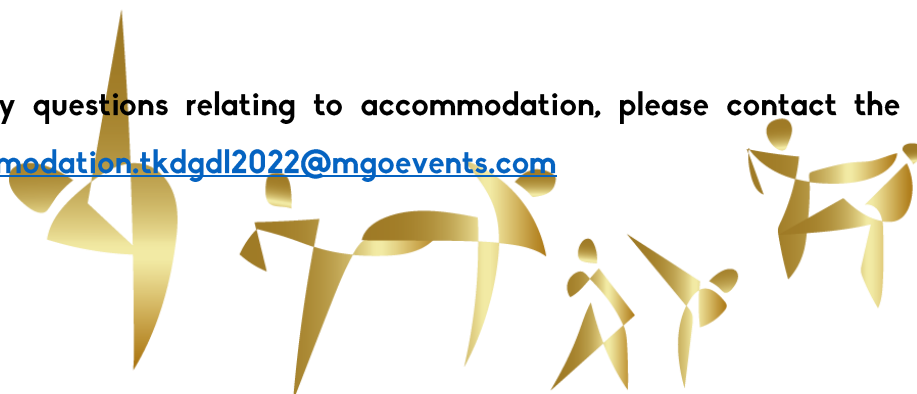 y questions relating to accommodation, please contact the
modation.tkdgdl2022@mgoevents.com